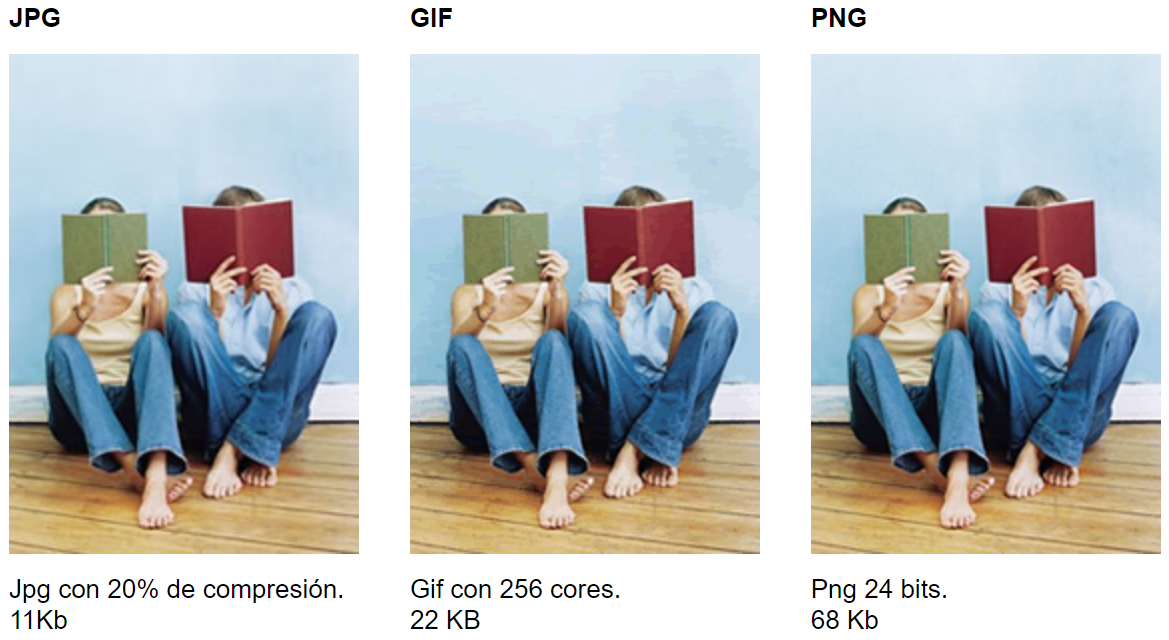 JPG
GIF
PNG
Jpg con 20% de compresión.
11Kb
Gif con 256 cores.
22 KB
Png 24 bits.
68 Kb